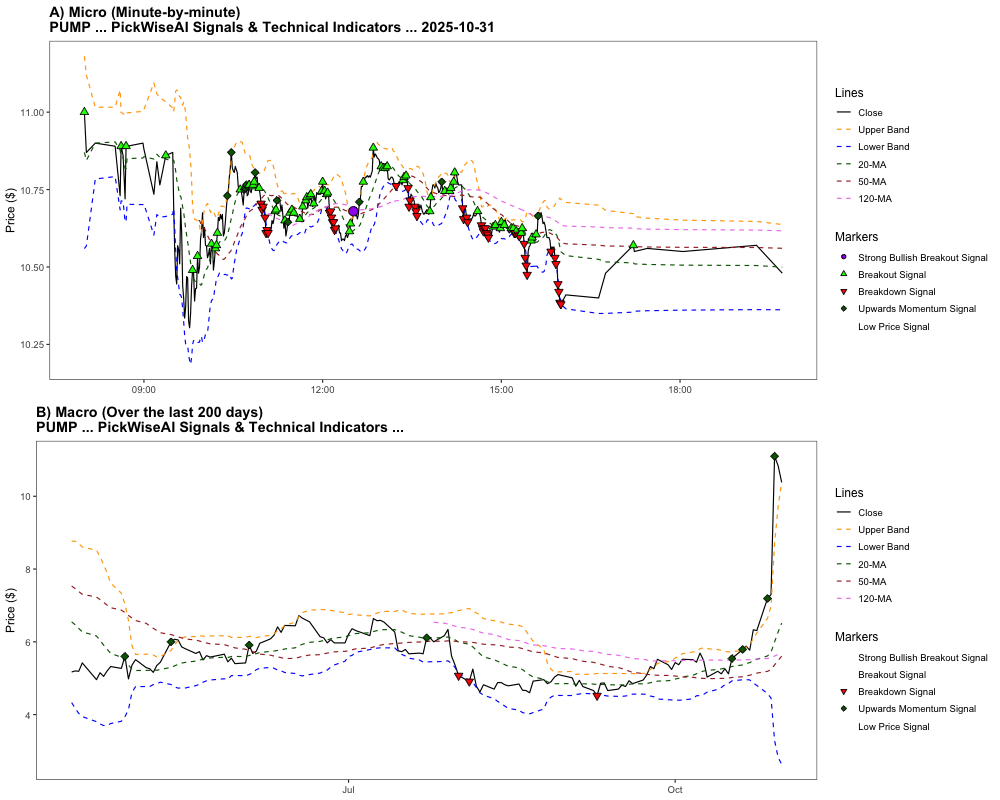 A) Micro (Minute-by-minute)
PUMP ... PickWiseAI Signals & Technical Indicators ... 2025-10-31
Price ($)
11.00
10.75
10.50
10.25
09:00
12:00
15:00
18:00
Lines
Close
Upper Band
Lower Band
20-MA
50-MA
120-MA
Markers
Strong Bullish Breakout Signal
Breakout Signal
Breakdown Signal
Upwards Momentum Signal
Low Price Signal
B) Macro (Over the last 200 days)
PUMP ... PickWiseAI Signals & Technical Indicators ...
Price ($)
10
8
6
4
Jul
Oct
Lines
Close
Upper Band
Lower Band
20-MA
50-MA
120-MA
Markers
Strong Bullish Breakout Signal
Breakout Signal
Breakdown Signal
Upwards Momentum Signal
Low Price Signal